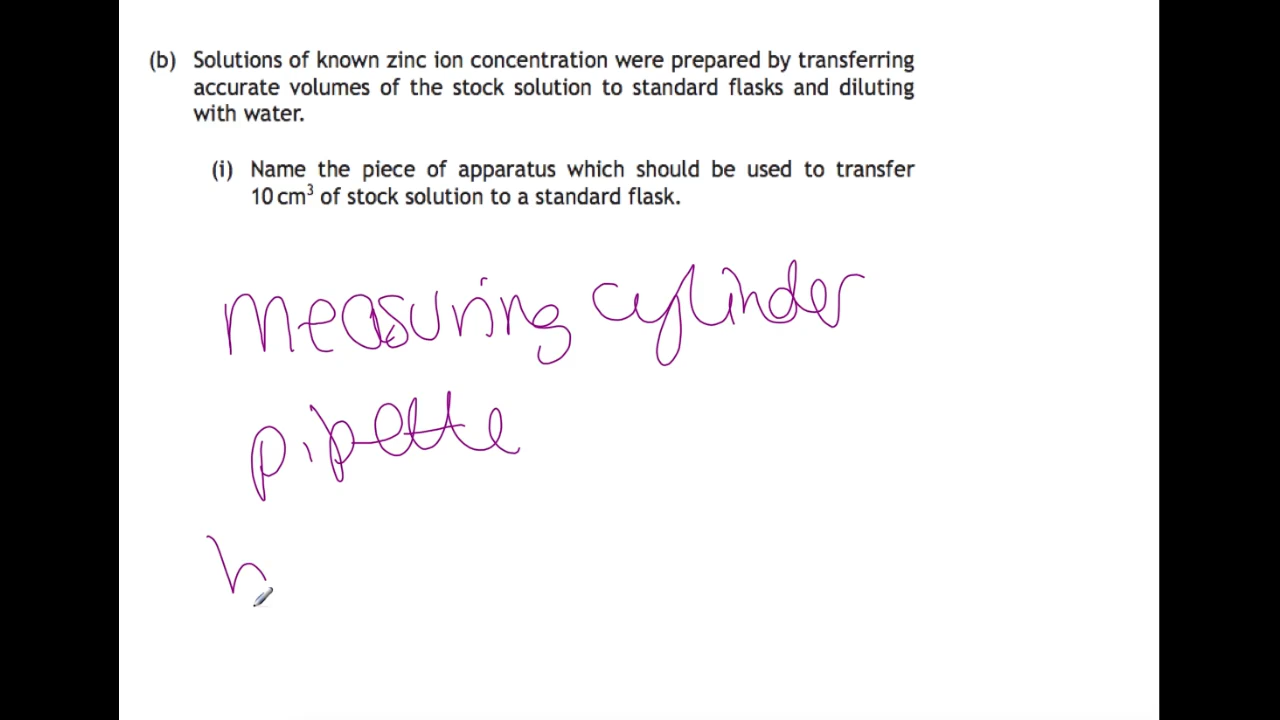 (b) Solutions of known zinc ion concentration were prepared by transferring
accurate volumes of the stock solution to standard flasks and diluting
with water.
(i) Name the piece of apparatus which should be used to transfer
10 cm³ of stock solution to a standard flask.
measuring cylinder
pipette